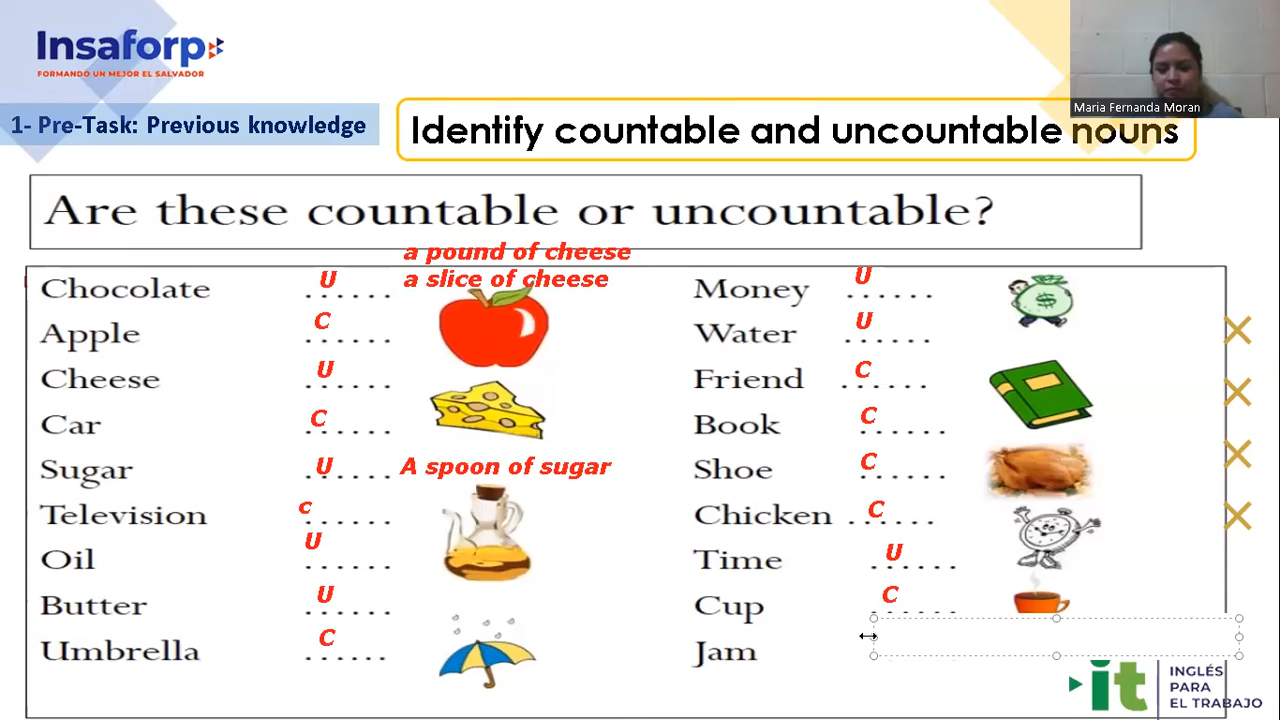 Insaforp
FORMANDO UN MEJOR EL SALVADOR
Maria Fernanda Moran
1- Pre-Task: Previous knowledge
Identify countable and uncountable nouns
Are these countable or uncountable?
a pound of cheese
a slice of cheese
Chocolate ...... U
Apple ...... C
Cheese ...... U
Car ...... C
Sugar ...... U A spoon of sugar
Television ...... c
Oil ...... U
Butter ...... U
Umbrella ...... C
Money ...... U
$
Water ...... U
Friend ...... C
Book ...... C
Shoe ...... C
Chicken ...... C
Time ...... U
Cup ...... C
Jam
it
INGLÉS
PARA
EL TRABAJO